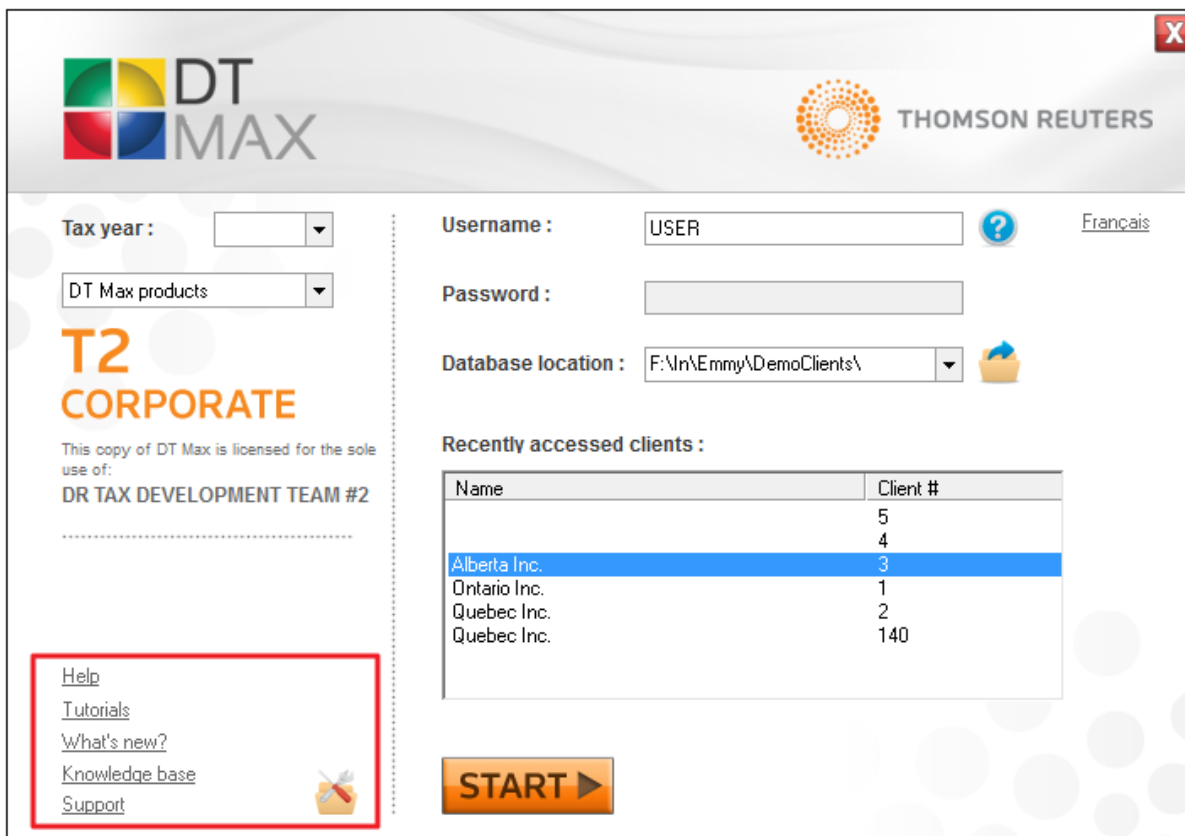 X
DT
MAX
THOMSON REUTERS
Tax year :
DT Max products
T2
CORPORATE
This copy of DT Max is licensed for the sole
use of:
DR TAX DEVELOPMENT TEAM #2
Help
Tutorials
What's new?
Knowledge base
Support
Username :
USER
?
Français
Password :
Database location :
F:\In\Emmy\DemoClients\
Recently accessed clients :
Name Client #
5
4
Alberta Inc. 3
Ontario Inc. 1
Quebec Inc. 2
Quebec Inc. 140
START